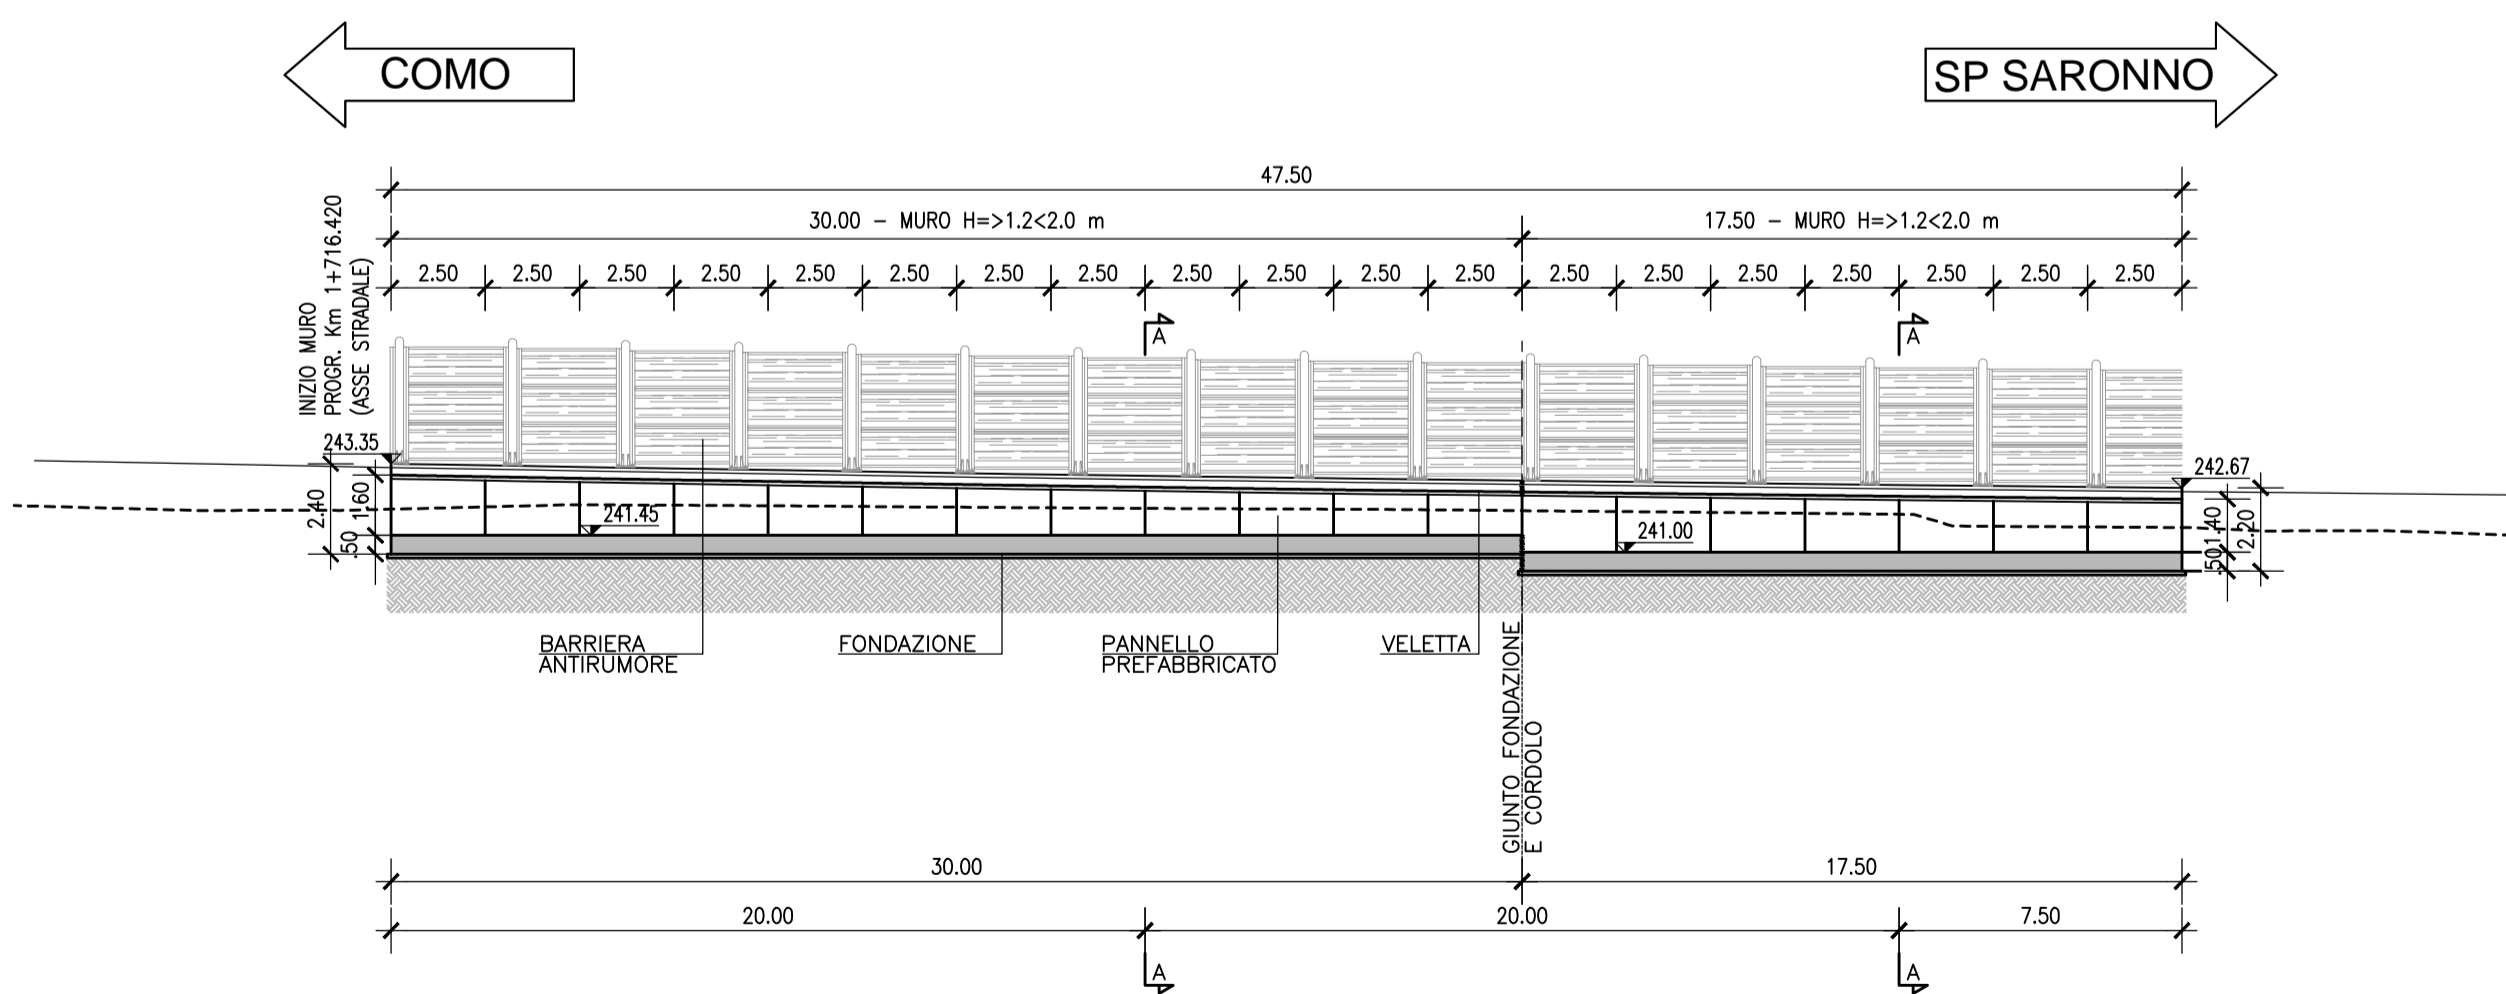 COMO
SP SARONNO
47.50
30.00 - MURO H=>1.2<2.0 m
17.50 - MURO H=>1.2<2.0 m
2.50 2.50 2.50 2.50 2.50 2.50 2.50 2.50 2.50 2.50 2.50 2.50 2.50 2.50 2.50 2.50 2.50 2.50 2.50
INIZIO MURO
PROGR. Km 1+716.420
(ASSE STRADALE)
A
A
243.35
242.67
2.40
1.60
.50
241.45
241.00
1.40
.50
2.20
BARRIERA
ANTIRUMORE
FONDAZIONE
PANNELLO
PREFABBRICATO
VELETTA
GIUNTO FONDAZIONE
E CORDOLO
30.00
17.50
20.00
20.00
7.50
A
A